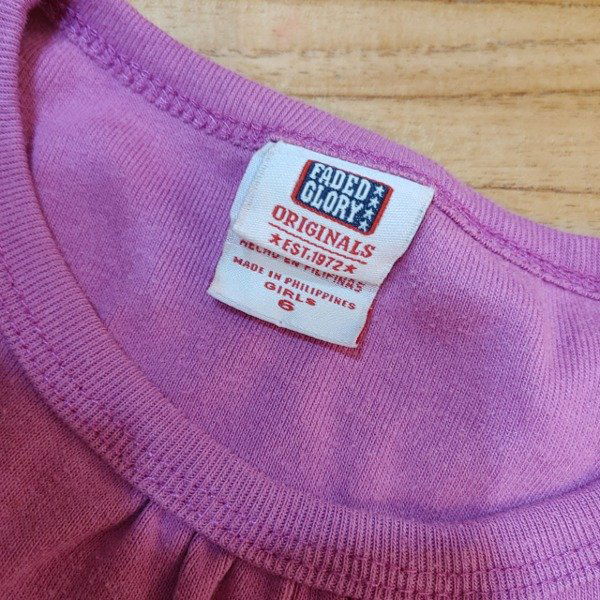 FADED
GLORY
ORIGINALS
EST.1972
HECHO EN FILIPINAS
MADE IN PHILIPPINES
GIRLS
6